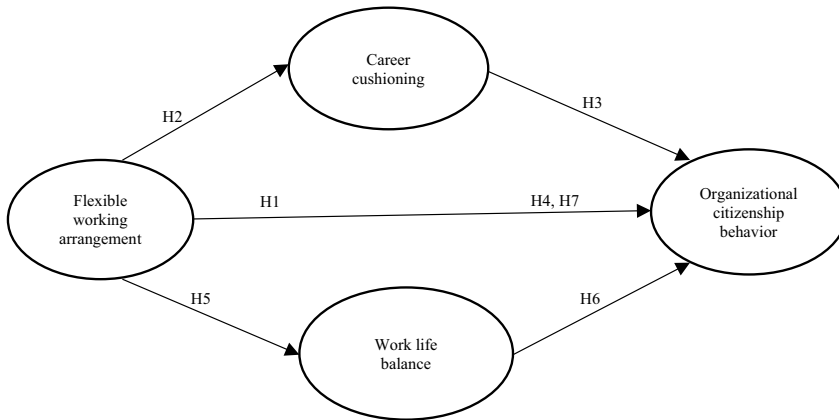 Career
cushioning
H2
H3
Flexible
working
arrangement
H1
H4, H7
Organizational
citizenship
behavior
H5
H6
Work life
balance